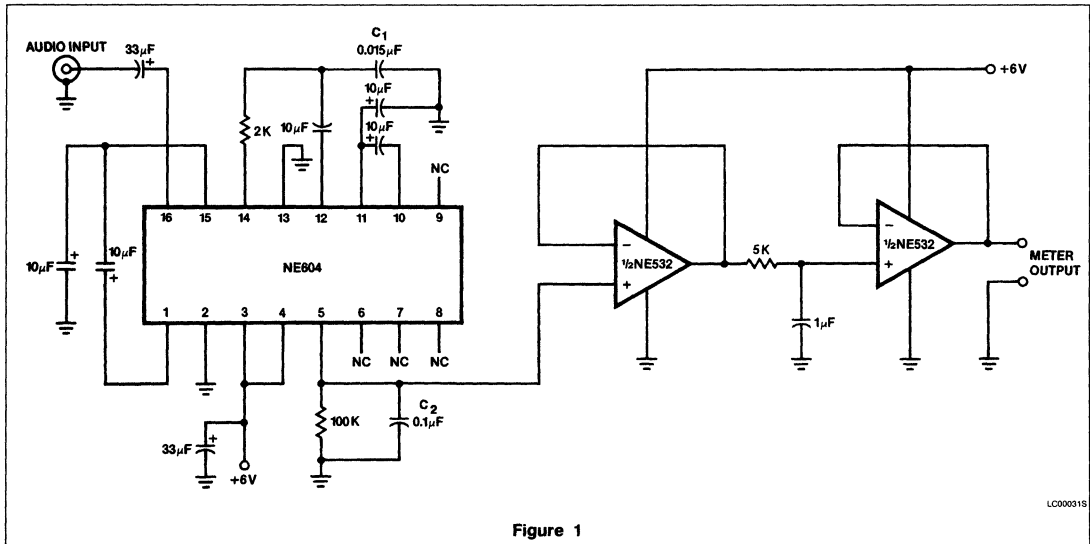 AUDIO INPUT
33µF
+
C1
0.015µF
10µF
+
10µF
+
2K
10µF
NC
16 15 14 13 12 11 10 9
NE604
1 2 3 4 5 6 7 8
10µF
+
10µF
+
NC NC NC
33µF
+
+6V
100K
C2
0.1µF
+6V
−
½NE532
+
5K
1µF
−
½NE532
+
METER
OUTPUT
LC00031S
Figure 1